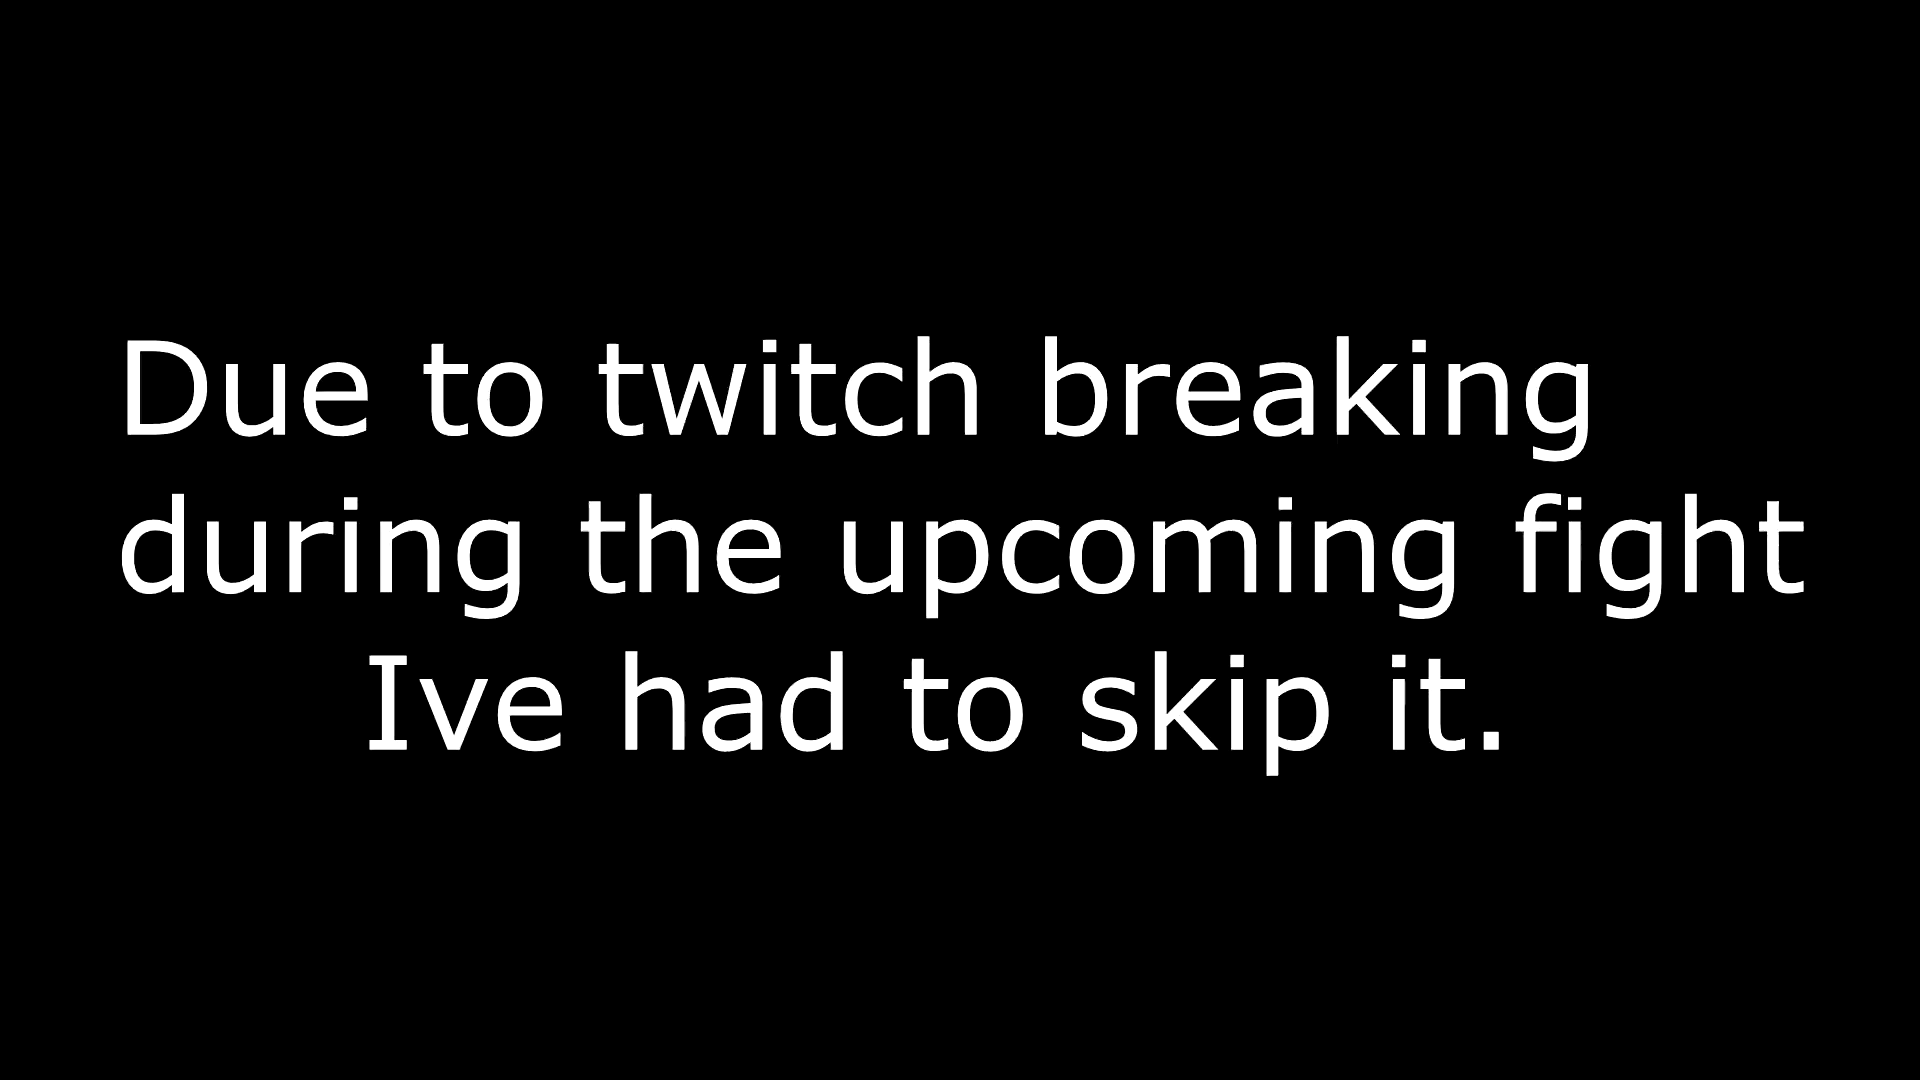 Due to twitch breaking
during the upcoming fight
Ive had to skip it.